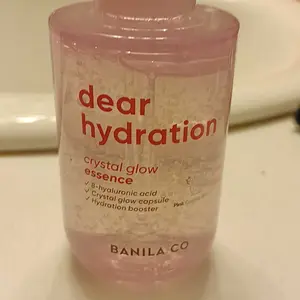 dear
hydration
crystal glow
essence
✓ 8-hyaluronic acid
✓ Crystal glow capsule
✓ Hydration booster
BANILA CO